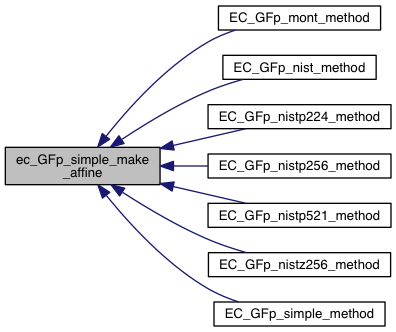 EC_GFp_mont_method
EC_GFp_nist_method
EC_GFp_nistp224_method
ec_GFp_simple_make
_affine
EC_GFp_nistp256_method
EC_GFp_nistp521_method
EC_GFp_nistz256_method
EC_GFp_simple_method